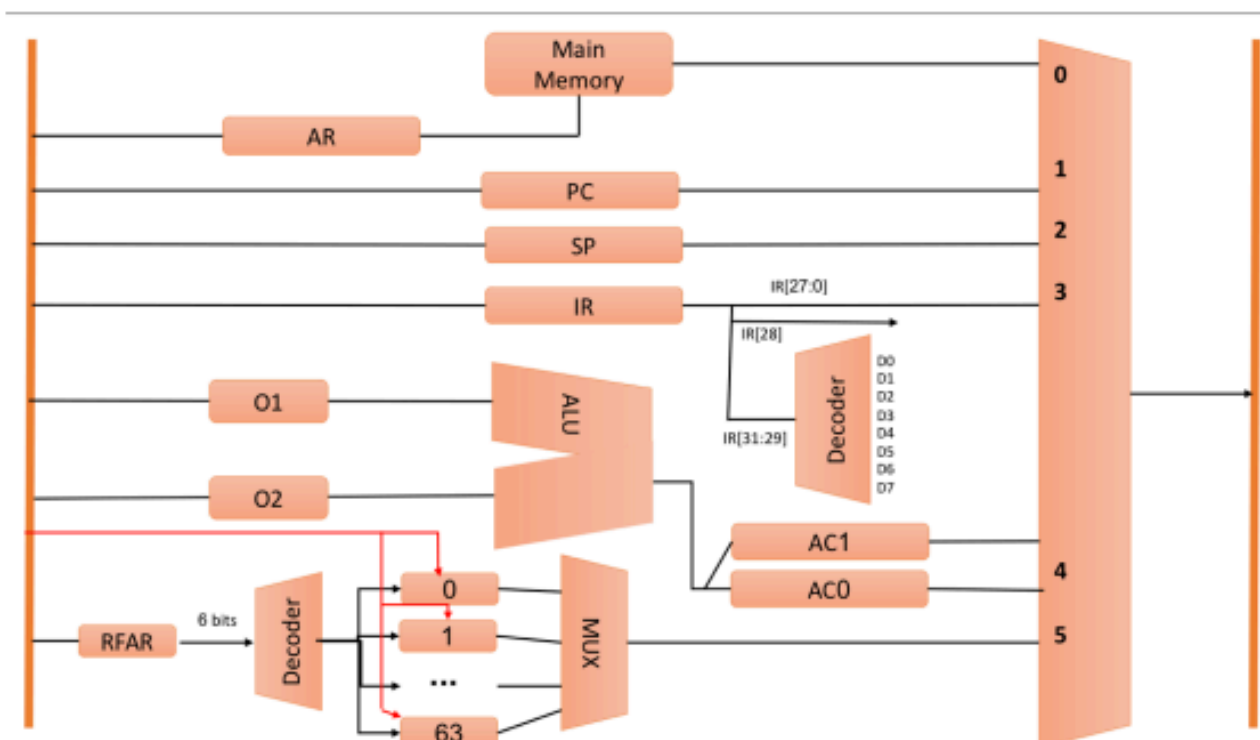 Main
Memory
0
AR
1
PC
2
SP
IR[27:0]
3
IR
IR[28]
D0
D1
D2
D3
D4
D5
D6
D7
Decoder
IR[31:29]
O1
ALU
O2
AC1
4
AC0
0
5
6 bits
1
RFAR
Decoder
MUX
...
63